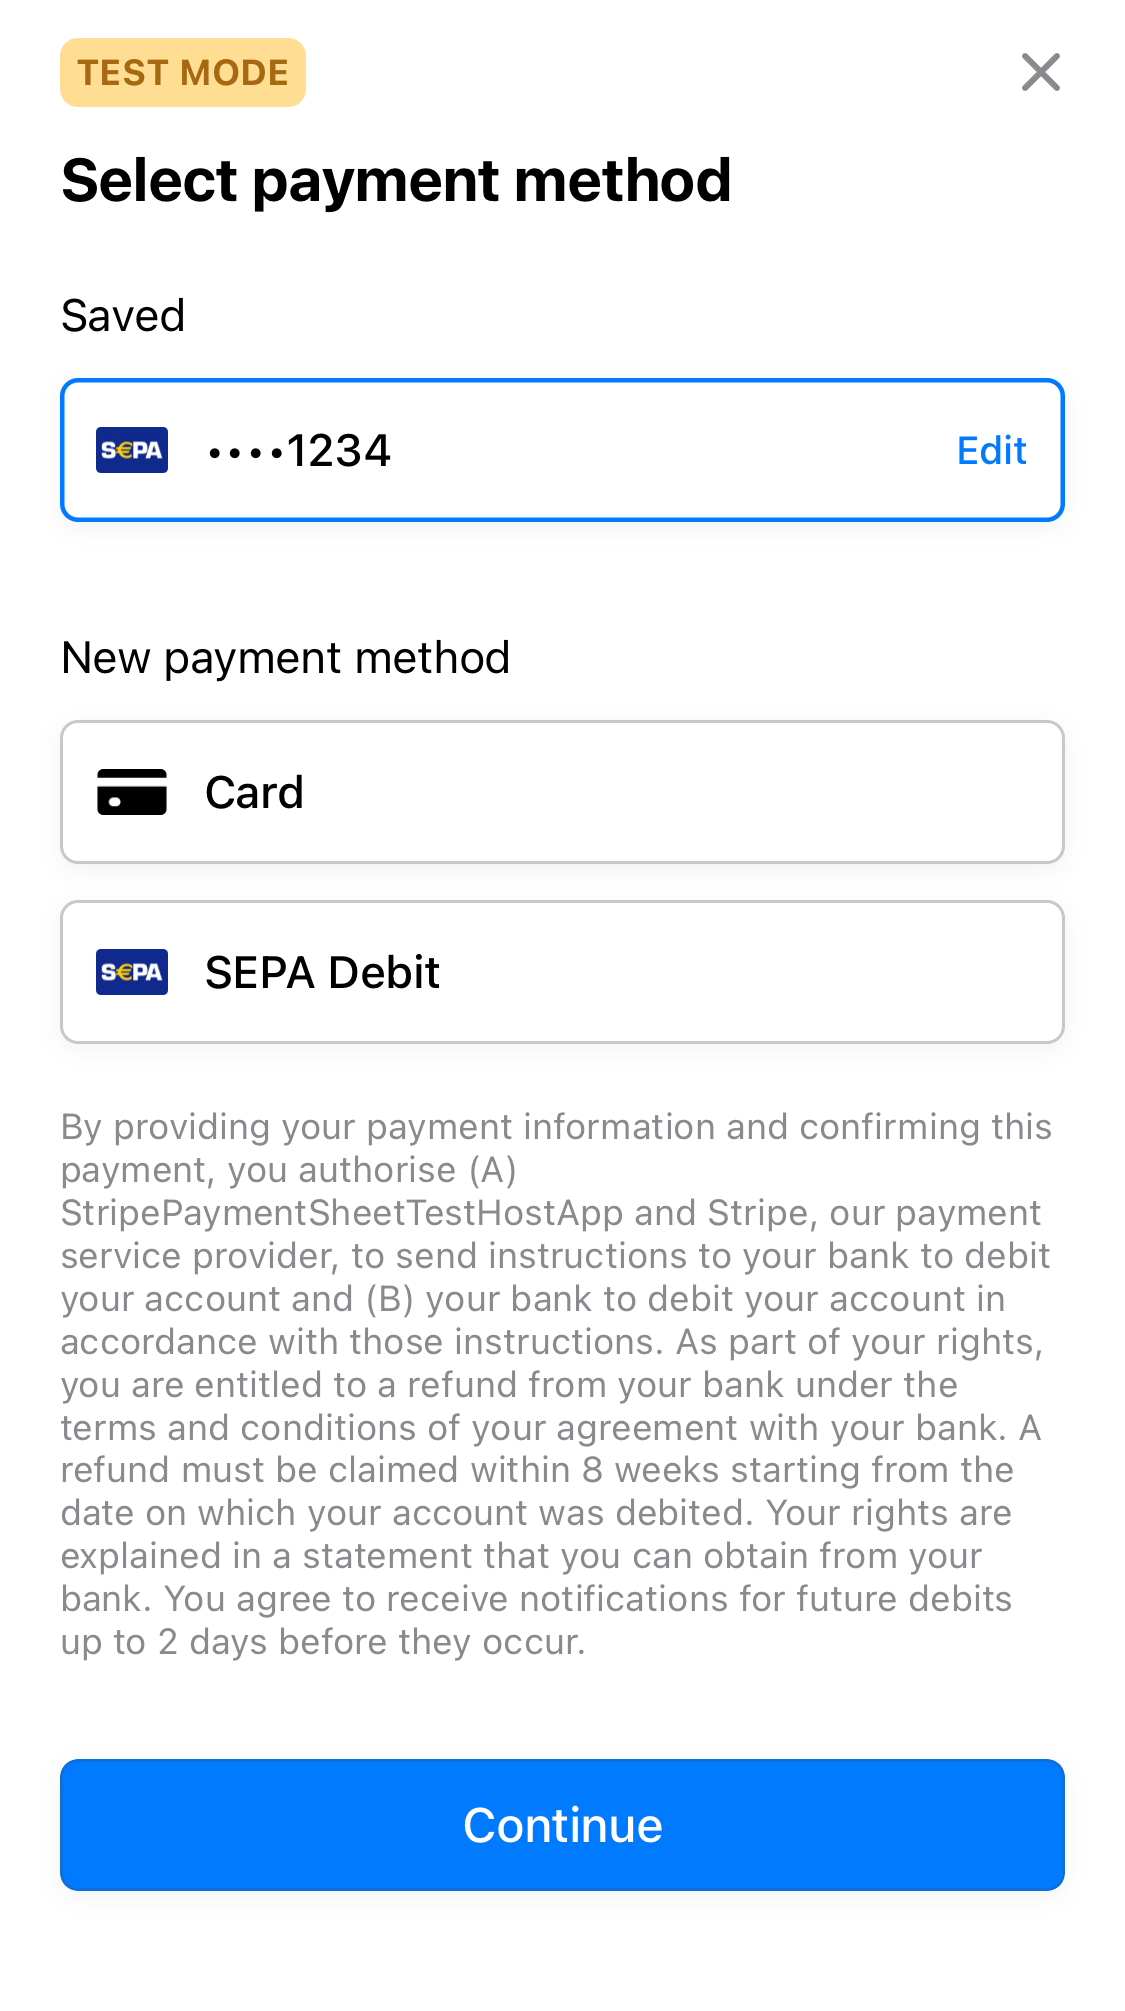 TEST MODE
Select payment method
Saved
S€PA ····1234 Edit
New payment method
Card
S€PA SEPA Debit
By providing your payment information and confirming this
payment, you authorise (A)
StripePaymentSheetTestHostApp and Stripe, our payment
service provider, to send instructions to your bank to debit
your account and (B) your bank to debit your account in
accordance with those instructions. As part of your rights,
you are entitled to a refund from your bank under the
terms and conditions of your agreement with your bank. A
refund must be claimed within 8 weeks starting from the
date on which your account was debited. Your rights are
explained in a statement that you can obtain from your
bank. You agree to receive notifications for future debits
up to 2 days before they occur.
Continue